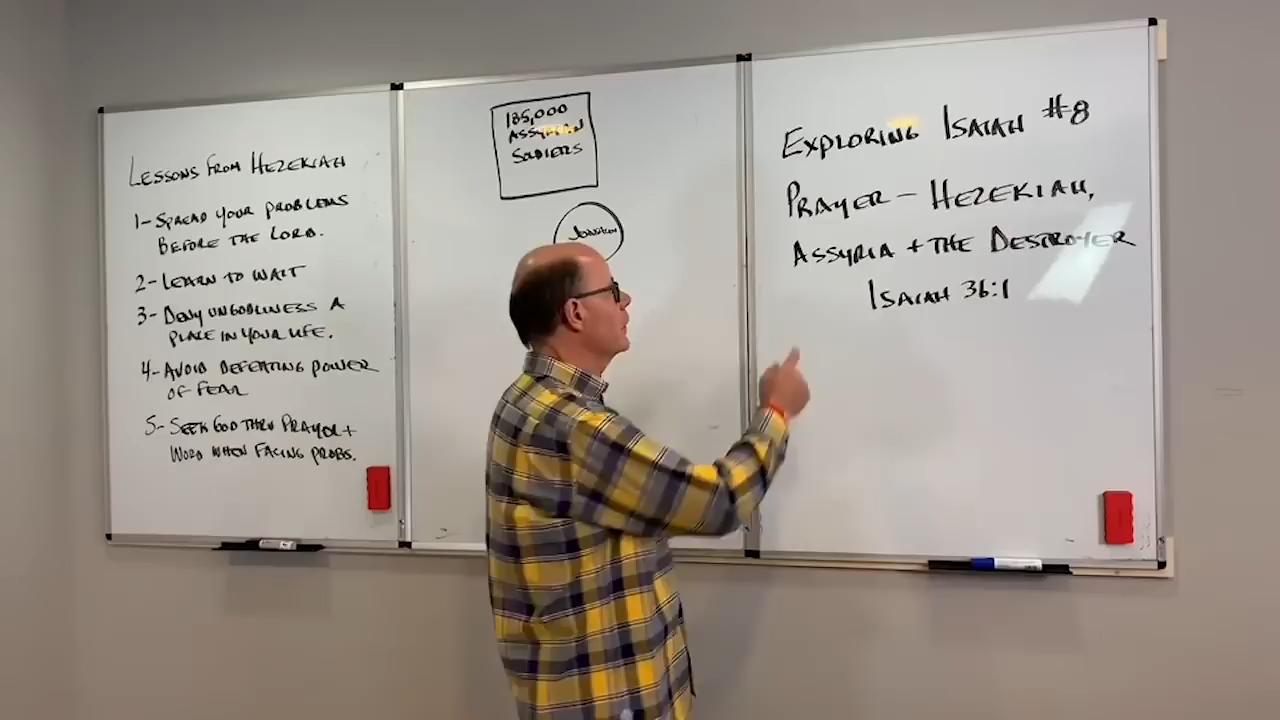 LESSONS FROM HEZEKIAH
1- SPREAD YOUR PROBLEMS
BEFORE THE LORD.
2- LEARN TO WAIT
3- DENY UNGODLINESS A
PLACE IN YOUR LIFE.
4- AVOID DEFEATING POWER
OF FEAR
5- SEEK GOD THRU PRAYER +
WORD WHEN FACING PROBS.
185,000
ASSYRIAN
SOLDIERS
EXPLORING ISAIAH #8
PRAYER - HEZEKIAH,
ASSYRIA + THE DESTROYER
ISAIAH 36:1